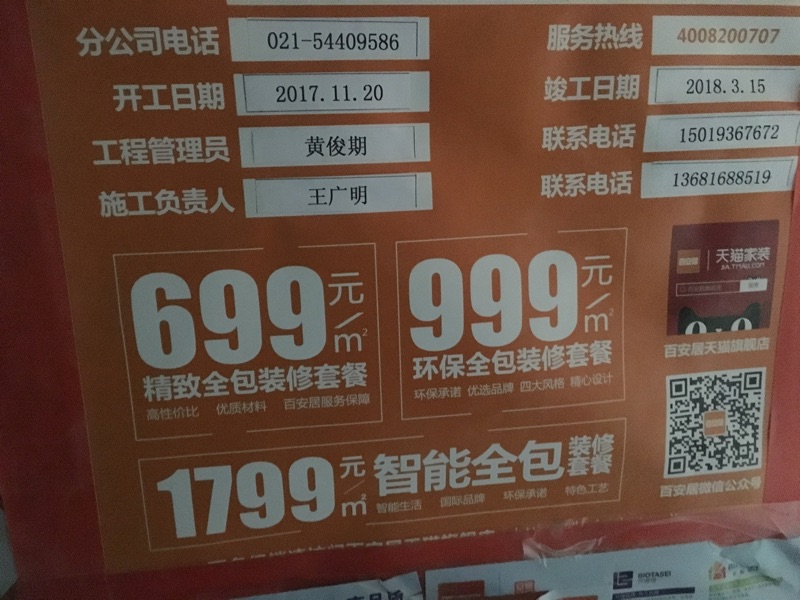 分公司电话 021-54409586 服务热线 4008200707
开工日期 2017.11.20 竣工日期 2018.3.15
工程管理员 黄俊期 联系电话 15019367672
施工负责人 王广明 联系电话 13681688519
699元/㎡
精致全包装修套餐
高性价比 优质材料 百安居服务保障
999元/㎡
环保全包装修套餐
环保承诺 优选品牌 四大风格 精心设计
天猫家装
百安居天猫旗舰店
百安居微信公众号
1799元/㎡ 智能全包装修套餐
智能生活 国际品牌 环保承诺 特色工艺